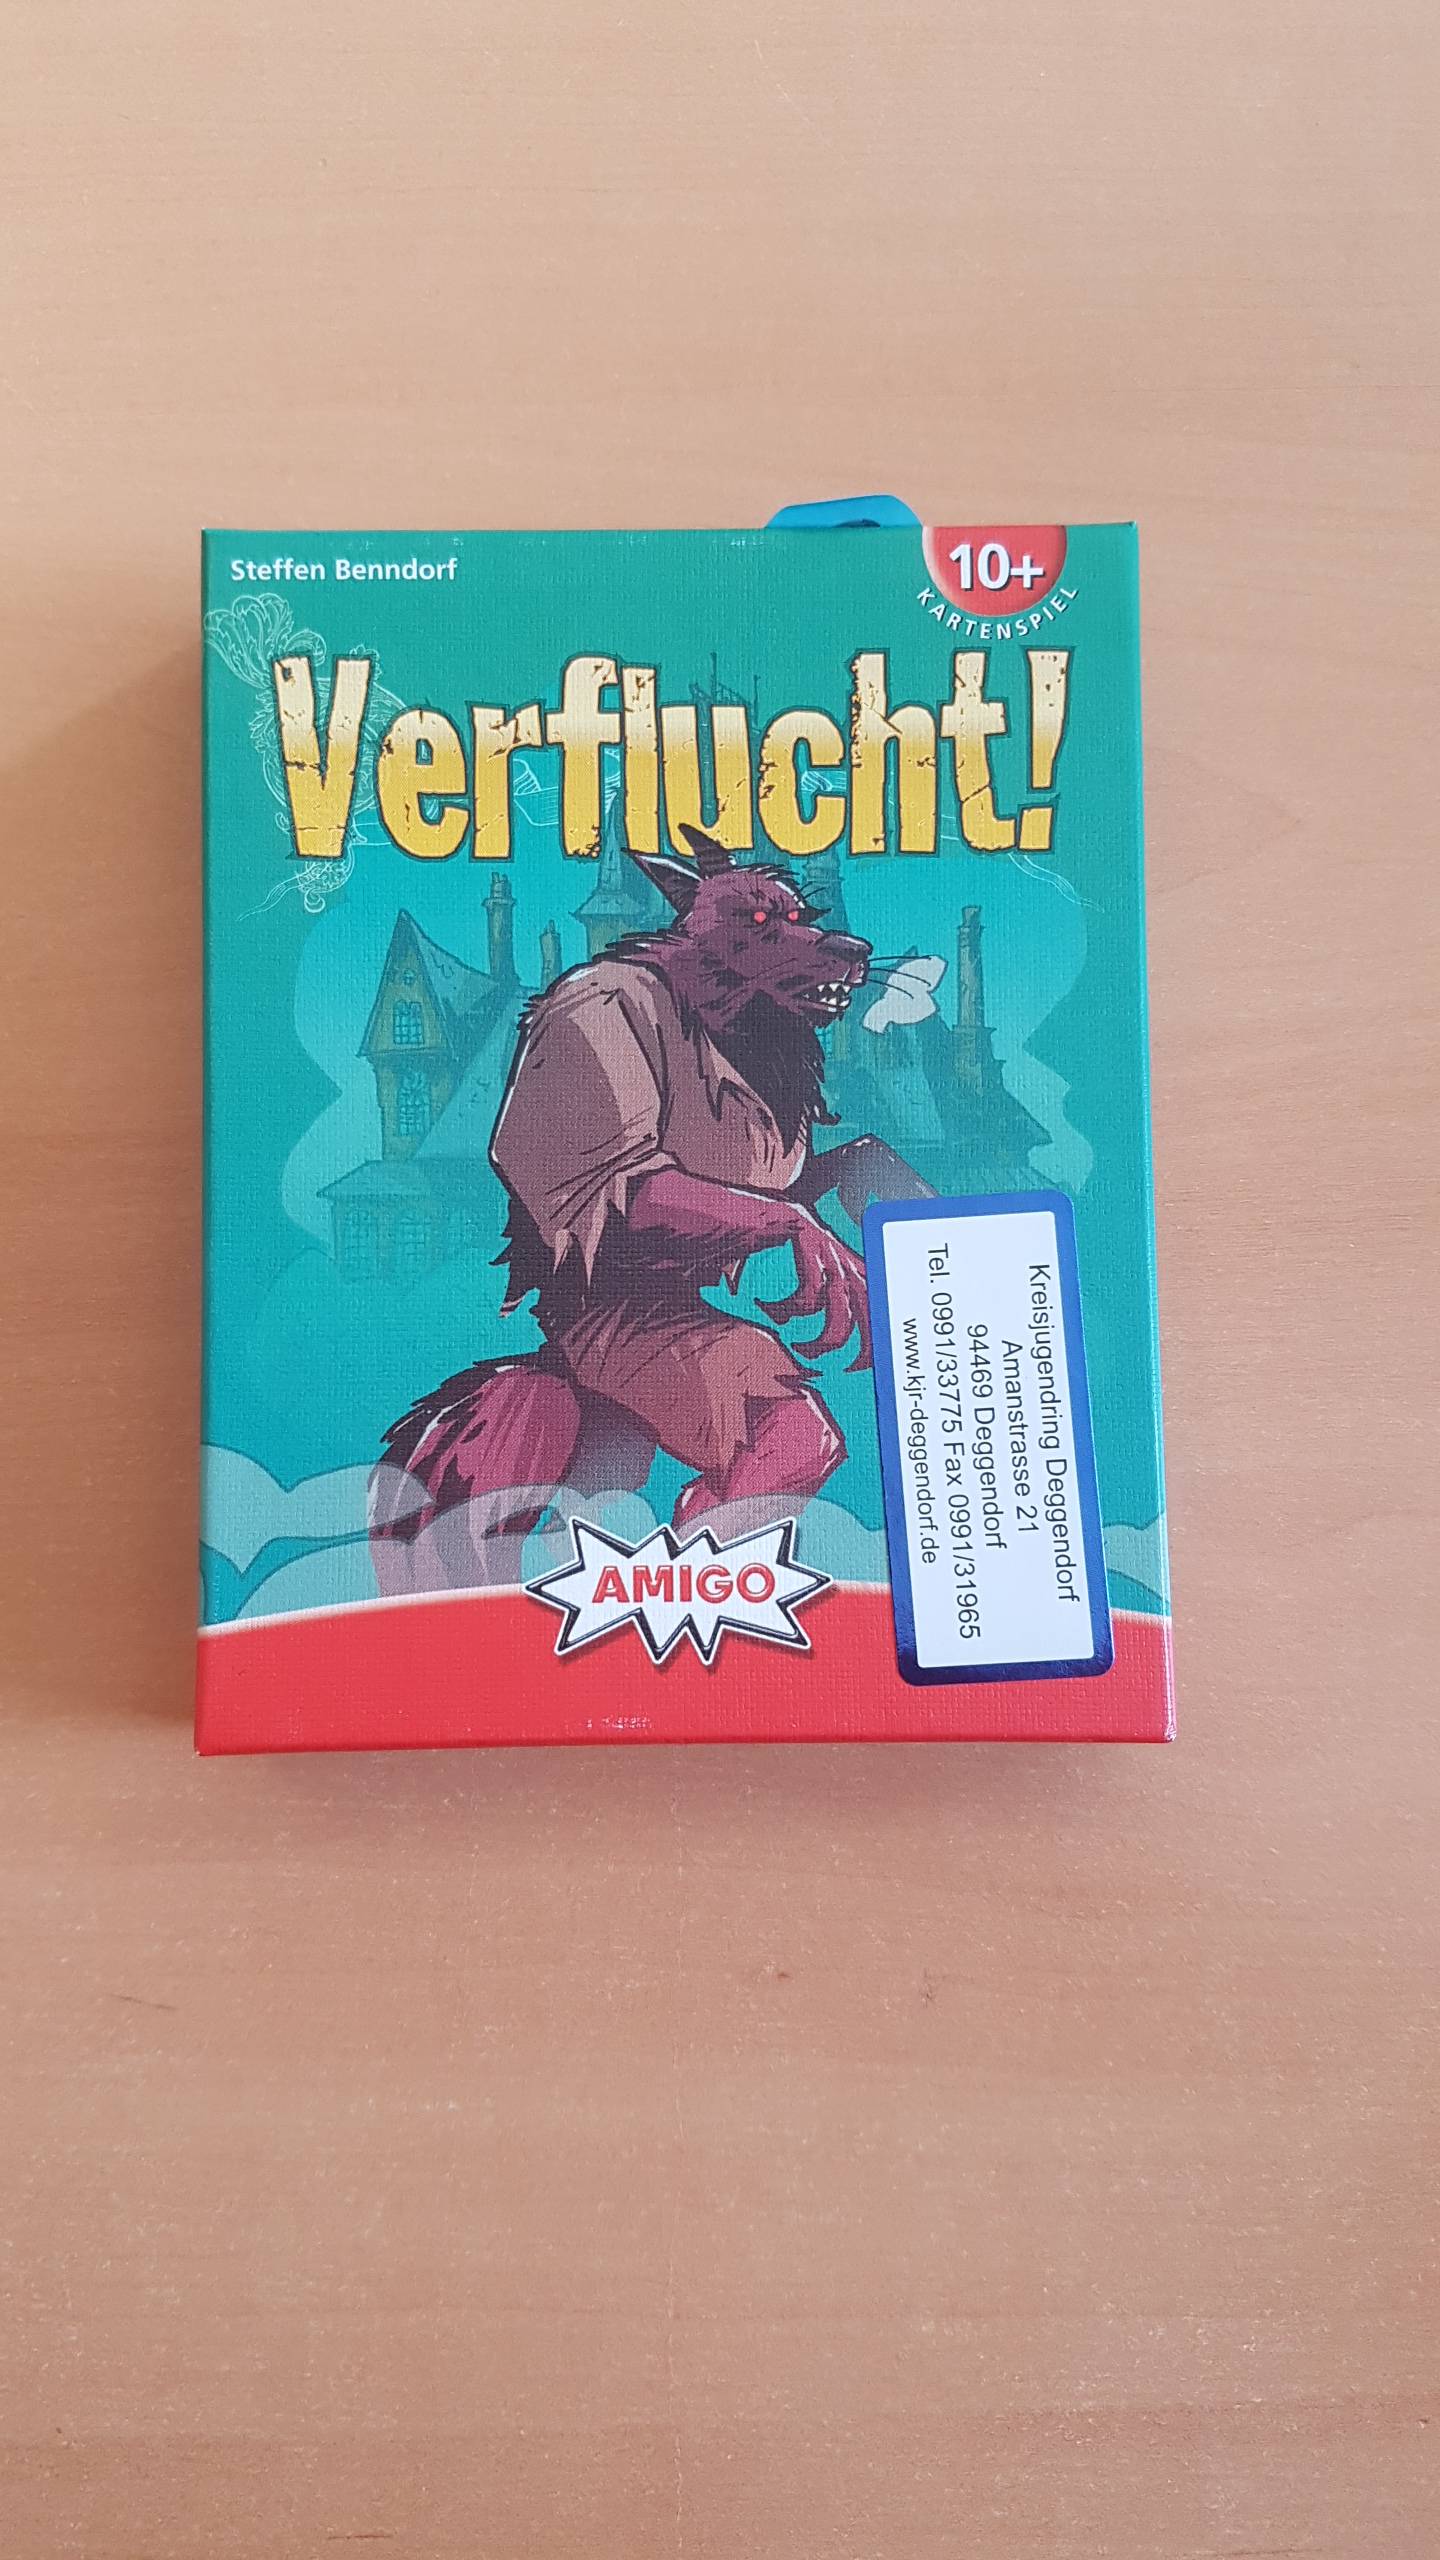 Steffen Benndorf
10+
KARTENSPIEL
Verflucht!
Kreisjugendring Deggendorf
Amanstrasse 21
94469 Deggendorf
Tel. 0991/33775 Fax 0991/31965
www.kjr-deggendorf.de
AMIGO